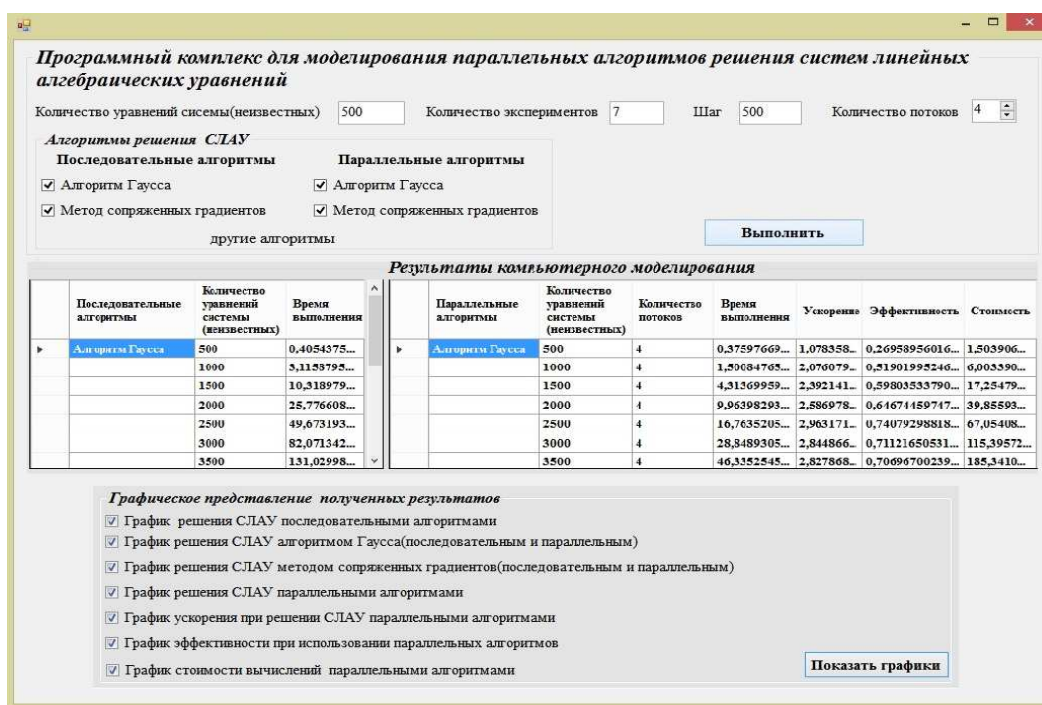 Программный комплекс для моделирования параллельных алгоритмов решения систем линейных
алгебраических уравнений
Количество уравнений сисемы(неизвестных) 500 Количество экспериментов 7 Шаг 500 Количество потоков 4
Алгоритмы решения СЛАУ
Последовательные алгоритмы Параллельные алгоритмы
Алгоритм Гаусса Алгоритм Гаусса
Метод сопряженных градиентов Метод сопряженных градиентов
другие алгоритмы
Выполнить
Результаты компьютерного моделирования
Последовательные алгоритмы Количество уравнений системы (неизвестных) Время выполнения
Алгоритм Гаусса 500 0,4054375...
1000 3,1158795...
1500 10,318979...
2000 25,776608...
2500 49,673193...
3000 82,071342...
3500 131,02998...
Параллельные алгоритмы Количество уравнений системы (неизвестных) Количество потоков Время выполнения Ускорение Эффективность Стоимость
Алгоритм Гаусса 500 4 0,37597669... 1,078358... 0,26958956016... 1,503906...
1000 4 1,50084765... 2,076079... 0,51901995246... 6,003390...
1500 4 4,31369959... 2,392141... 0,59803533790... 17,25479...
2000 4 9,96398293... 2,586978... 0,64674459747... 39,85593...
2500 4 16,7635205... 2,963171... 0,74079298818... 67,05408...
3000 4 28,8489305... 2,844866... 0,71121650531... 115,39572...
3500 4 46,3352545... 2,827868... 0,70696700239... 185,3410...
Графическое представление полученных результатов
График решения СЛАУ последовательными алгоритмами
График решения СЛАУ алгоритмом Гаусса(последовательным и параллельным)
График решения СЛАУ методом сопряженных градиентов(последовательным и параллельным)
График решения СЛАУ параллельными алгоритмами
График ускорения при решении СЛАУ параллельными алгоритмами
График эффективности при использовании параллельных алгоритмов
График стоимости вычислений параллельными алгоритмами
Показать графики